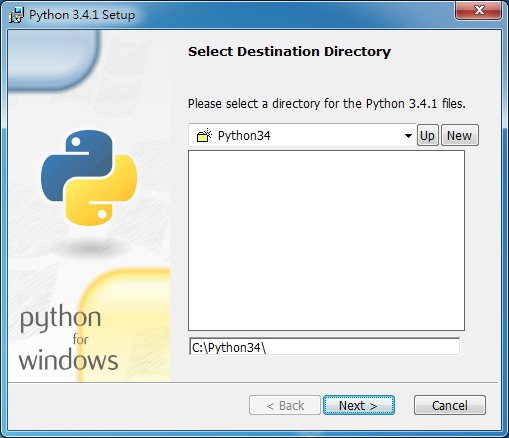 Python 3.4.1 Setup
Select Destination Directory
Please select a directory for the Python 3.4.1 files.
Python34
Up
New
C:\Python34\
python
for
windows
< Back
Next >
Cancel